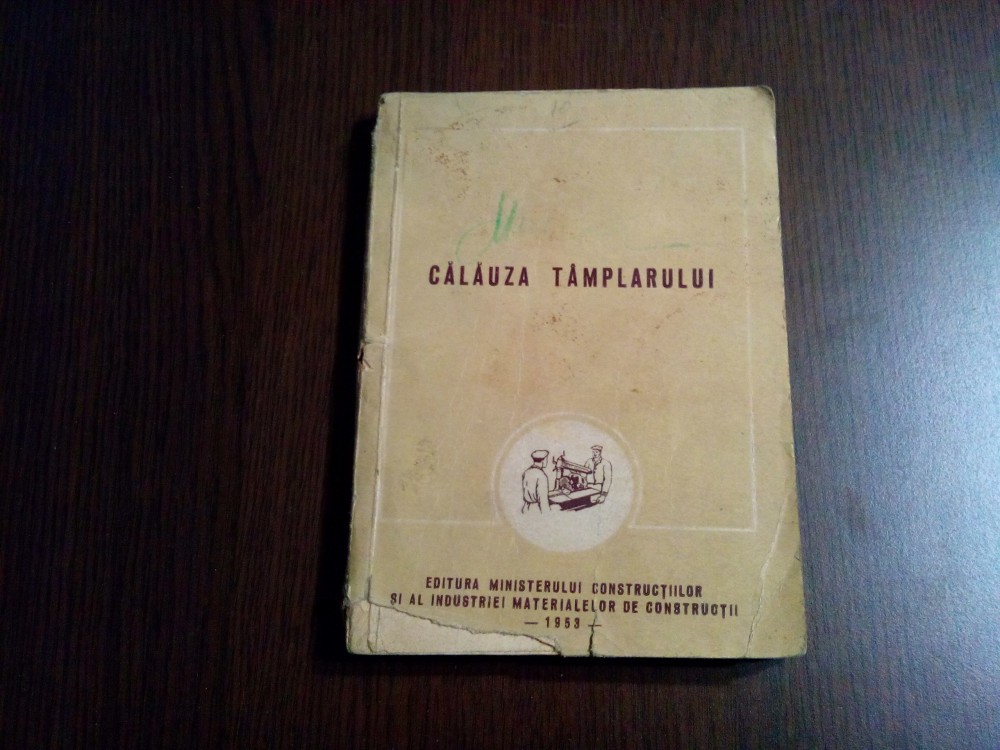 CĂLĂUZA TÂMPLARULUI
EDITURA MINISTERULUI CONSTRUCȚIILOR
ȘI AL INDUSTRIEI MATERIALELOR DE CONSTRUCȚII
— 1953 —